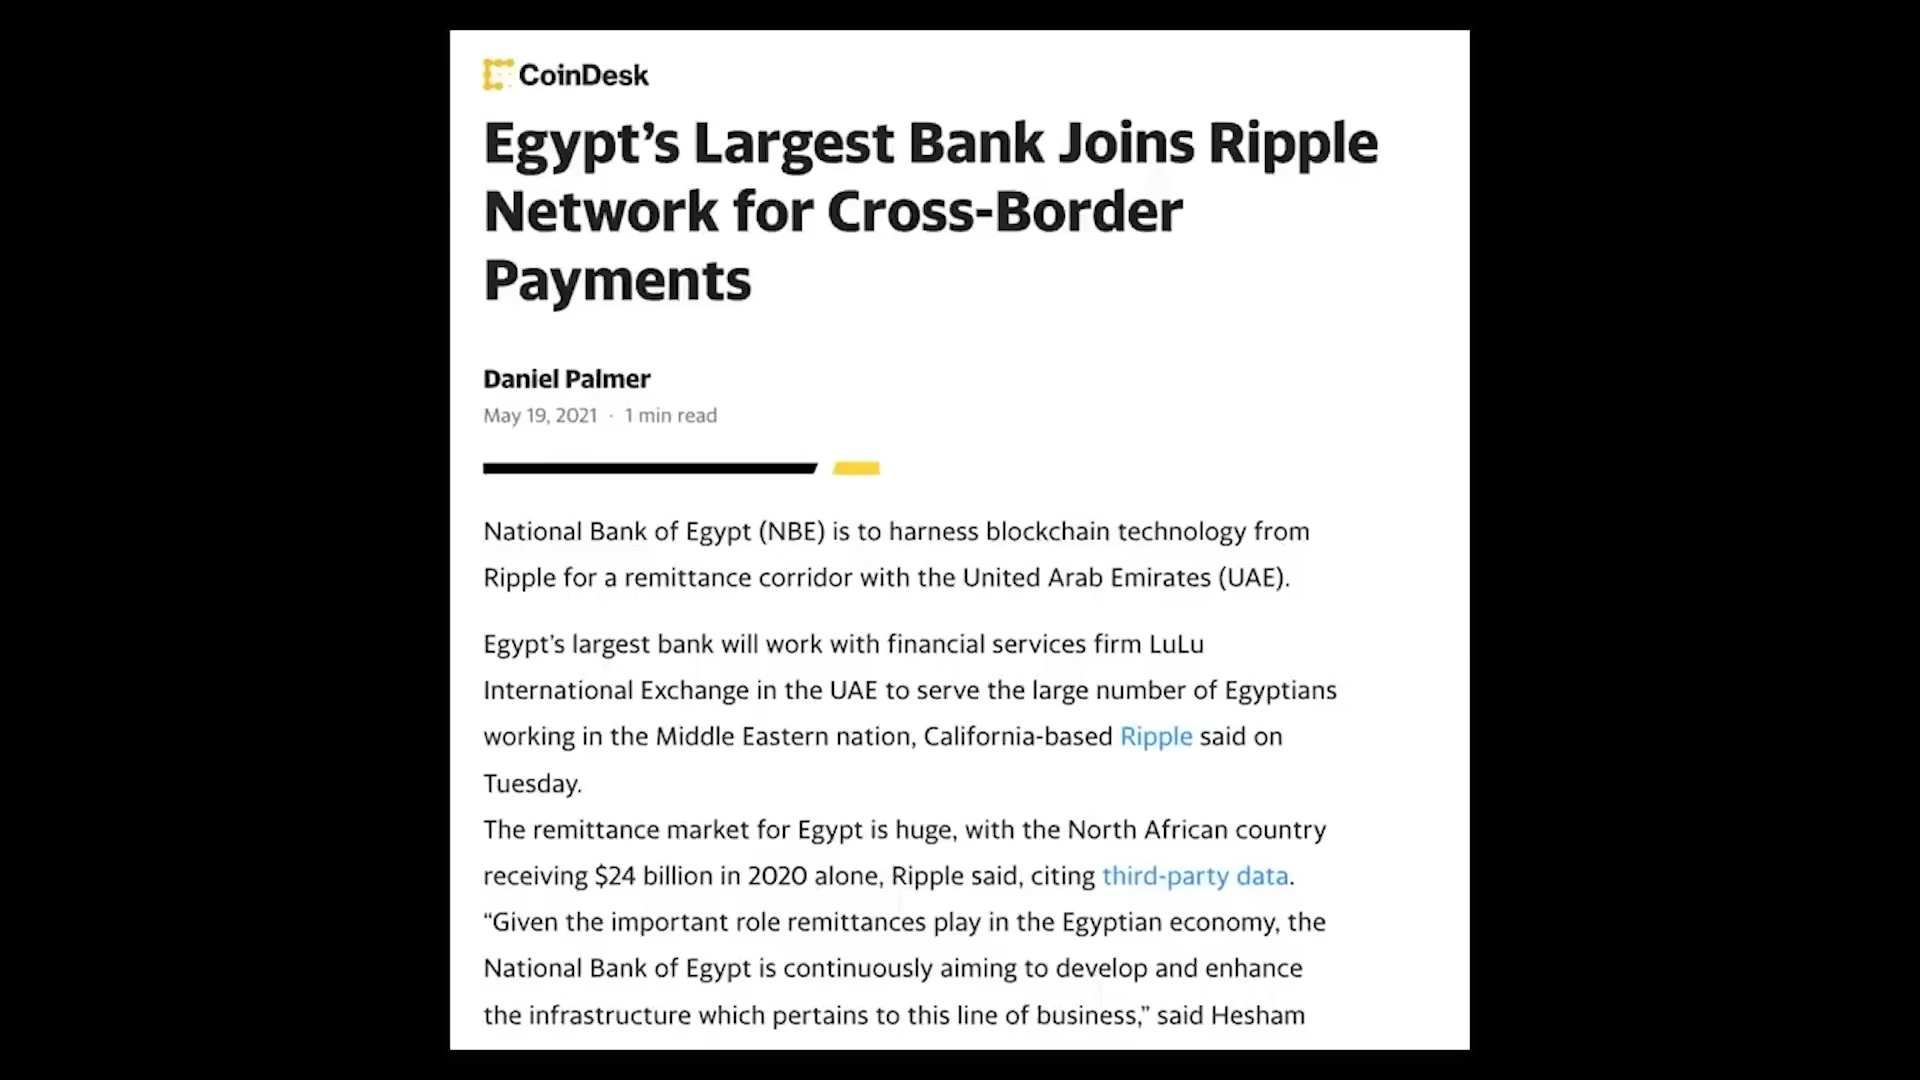 CoinDesk
Egypt’s Largest Bank Joins Ripple
Network for Cross-Border
Payments
Daniel Palmer
May 19, 2021 · 1 min read
National Bank of Egypt (NBE) is to harness blockchain technology from
Ripple for a remittance corridor with the United Arab Emirates (UAE).
Egypt’s largest bank will work with financial services firm LuLu
International Exchange in the UAE to serve the large number of Egyptians
working in the Middle Eastern nation, California-based Ripple said on
Tuesday.
The remittance market for Egypt is huge, with the North African country
receiving $24 billion in 2020 alone, Ripple said, citing third-party data.
“Given the important role remittances play in the Egyptian economy, the
National Bank of Egypt is continuously aiming to develop and enhance
the infrastructure which pertains to this line of business,” said Hesham